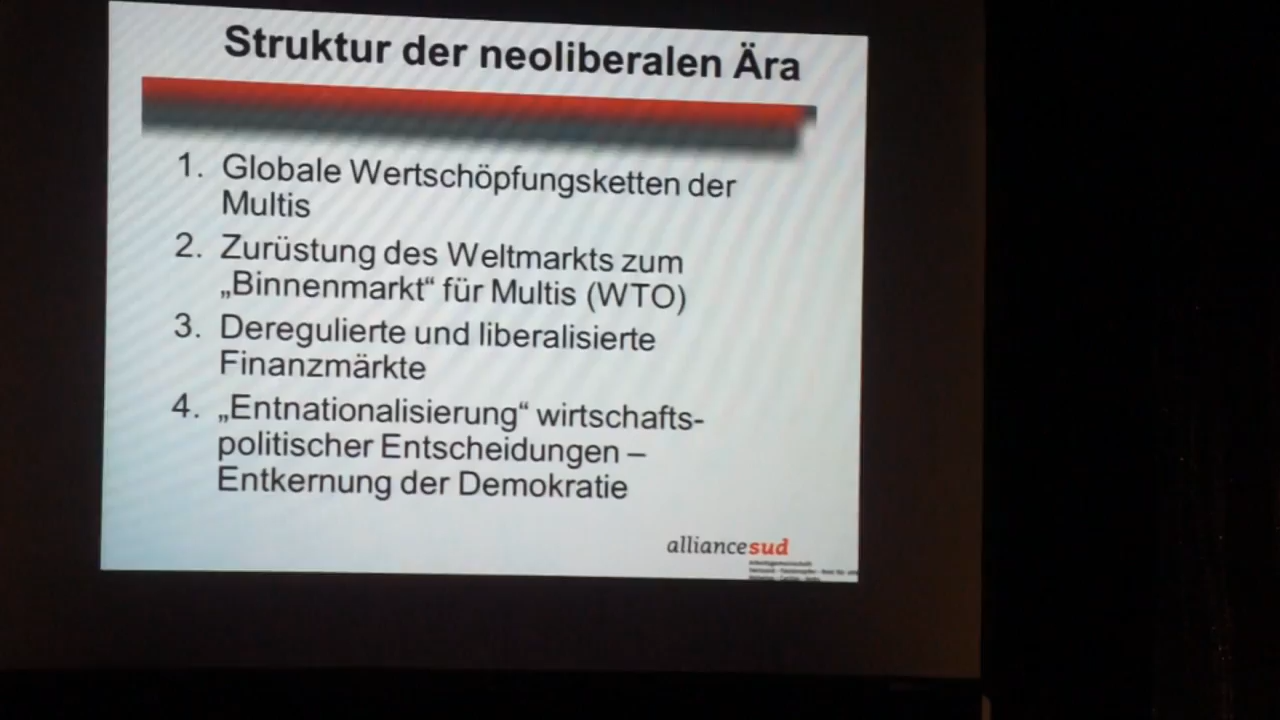 Struktur der neoliberalen Ära
1. Globale Wertschöpfungsketten der
Multis
2. Zurüstung des Weltmarkts zum
„Binnenmarkt“ für Multis (WTO)
3. Deregulierte und liberalisierte
Finanzmärkte
4. „Entnationalisierung“ wirtschafts-
politischer Entscheidungen –
Entkernung der Demokratie
alliancesud
Arbeitsgemeinschaft